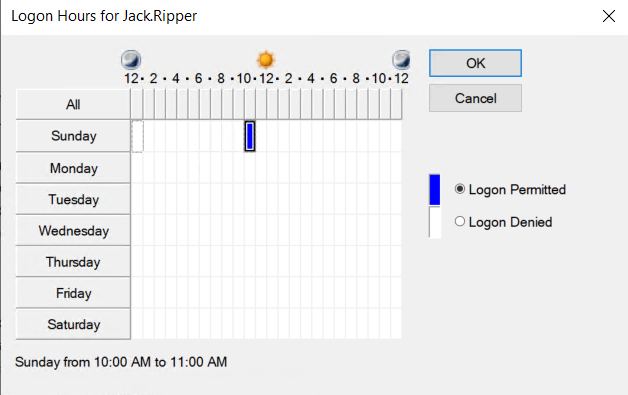 Logon Hours for Jack.Ripper
12 · 2 · 4 · 6 · 8 · 10 · 12 · 2 · 4 · 6 · 8 · 10 · 12
OK
Cancel
All
Sunday
Monday
Tuesday
Wednesday
Thursday
Friday
Saturday
Logon Permitted
Logon Denied
Sunday from 10:00 AM to 11:00 AM